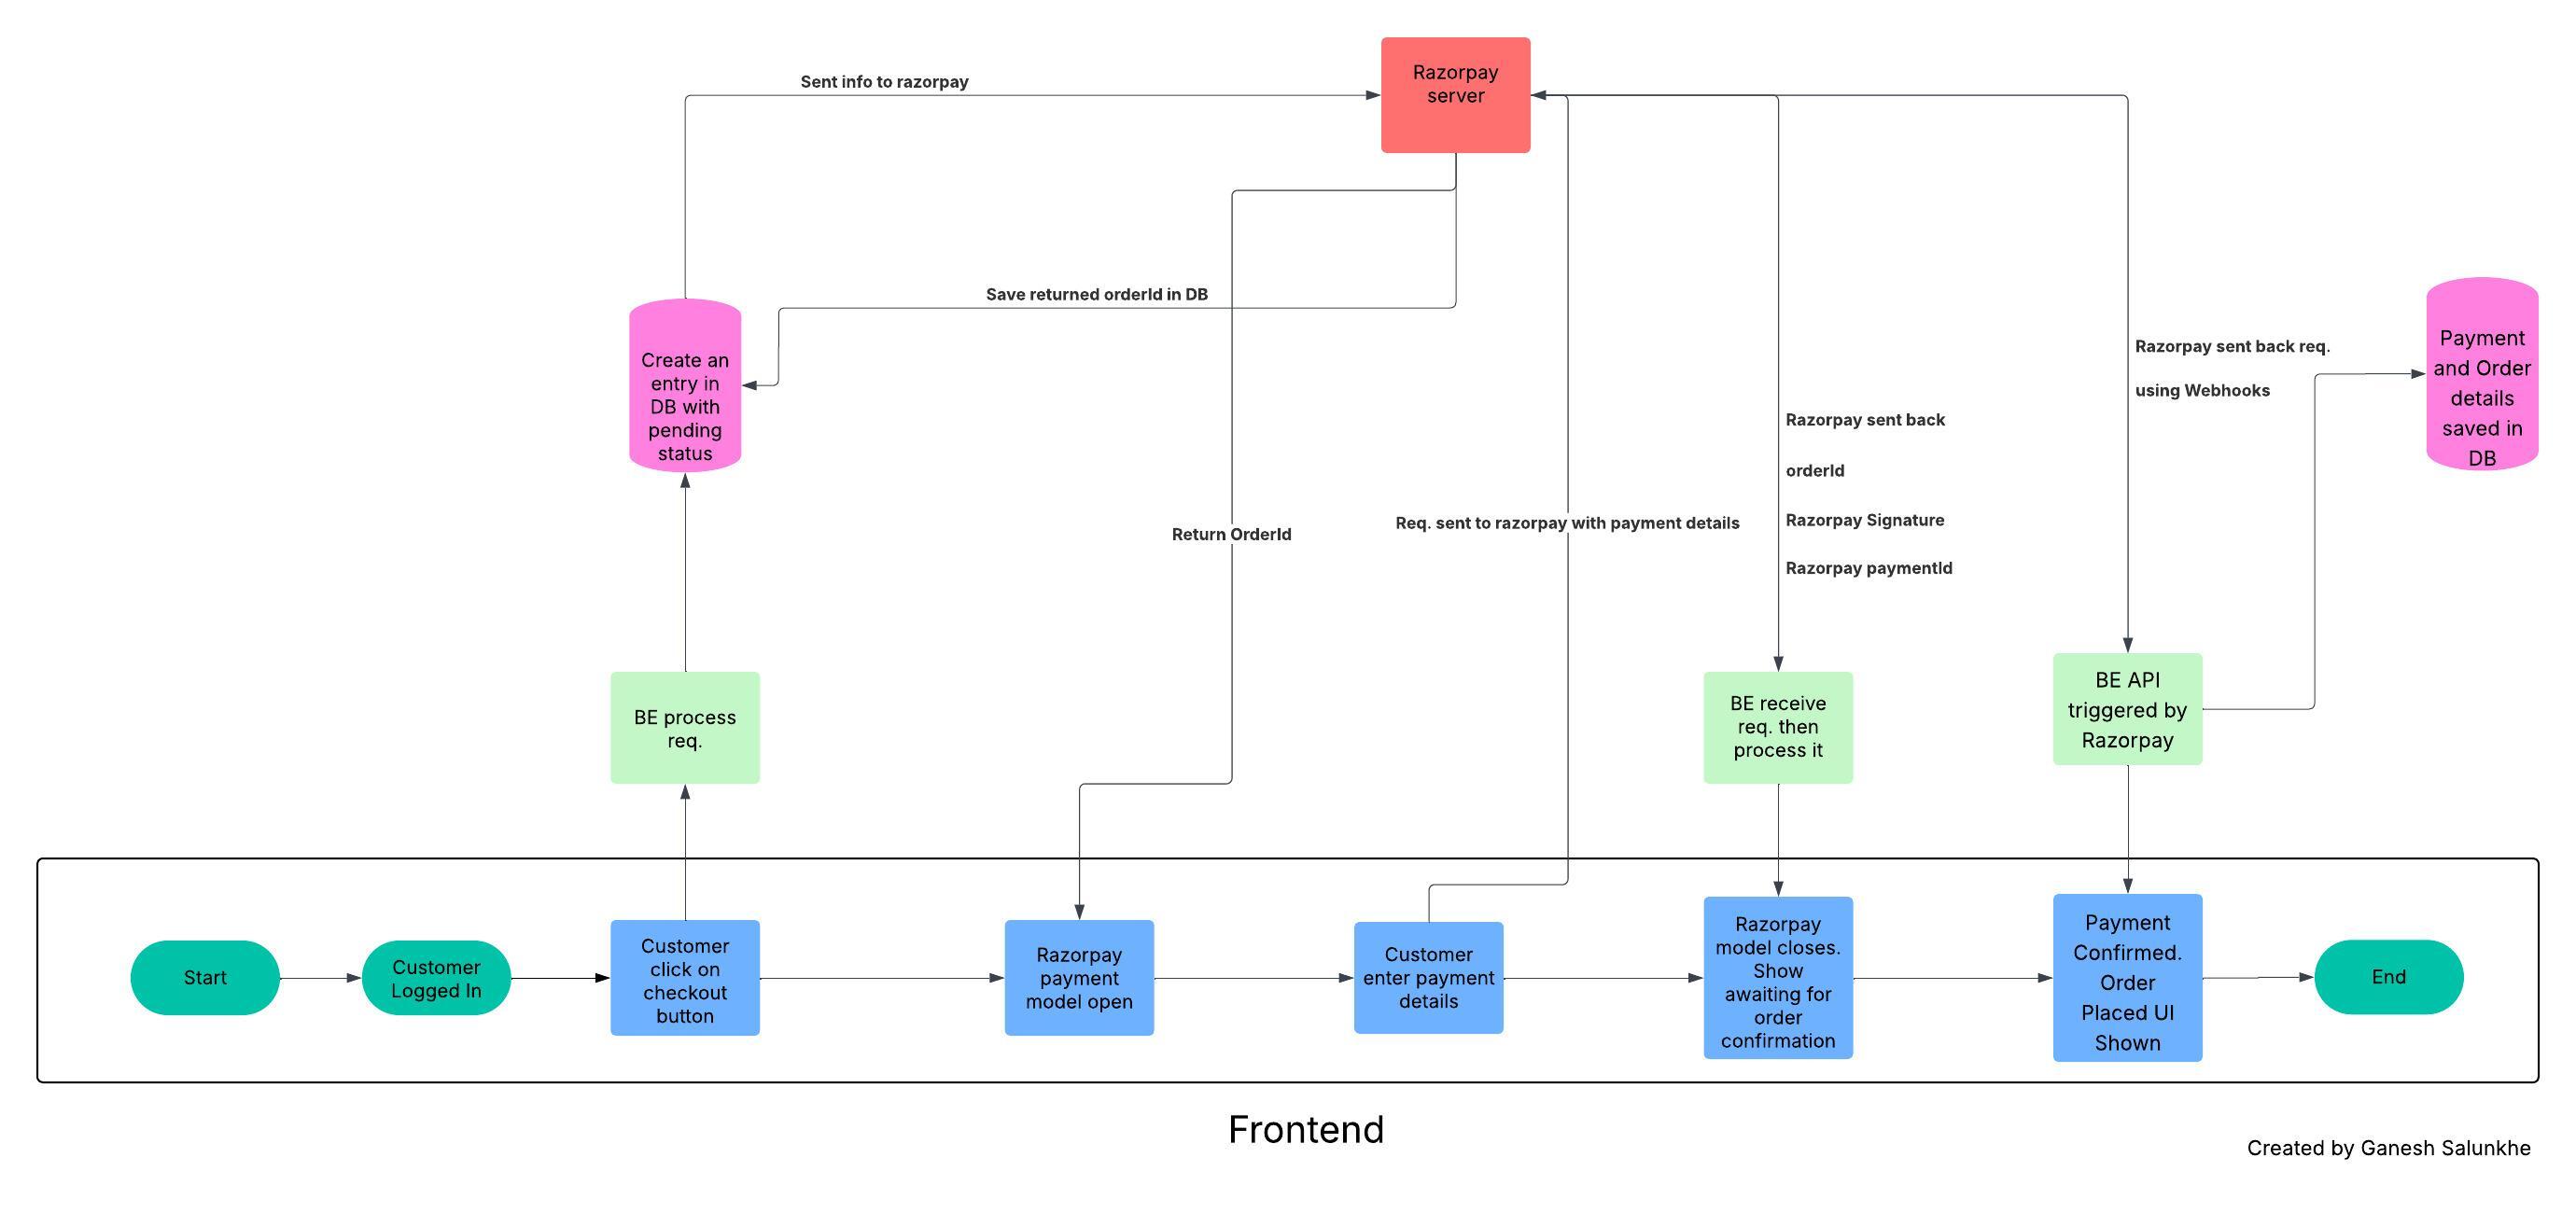 Razorpay
server
Sent info to razorpay
Save returned orderId in DB
Create an
entry in
DB with
pending
status
Razorpay sent back req.
using Webhooks
Payment
and Order
details
saved in
DB
Razorpay sent back
orderId
Razorpay Signature
Razorpay paymentId
Return OrderId
Req. sent to razorpay with payment details
BE process
req.
BE receive
req. then
process it
BE API
triggered by
Razorpay
Start
Customer
Logged In
Customer
click on
checkout
button
Razorpay
payment
model open
Customer
enter payment
details
Razorpay
model closes.
Show
awaiting for
order
confirmation
Payment
Confirmed.
Order
Placed UI
Shown
End
Frontend
Created by Ganesh Salunkhe